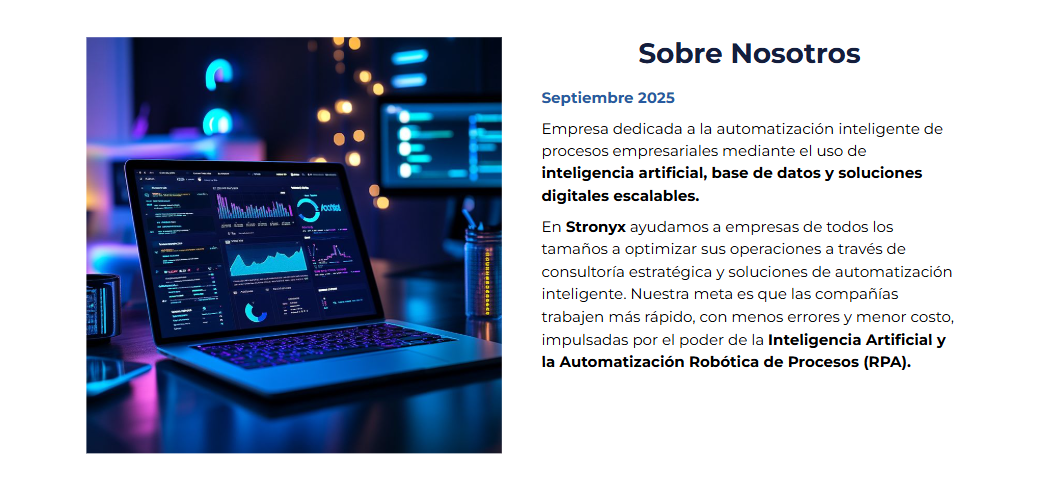 Sobre Nosotros
Septiembre 2025
Empresa dedicada a la automatización inteligente de
procesos empresariales mediante el uso de
inteligencia artificial, base de datos y soluciones
digitales escalables.
En Stronyx ayudamos a empresas de todos los
tamaños a optimizar sus operaciones a través de
consultoría estratégica y soluciones de automatización
inteligente. Nuestra meta es que las compañías
trabajen más rápido, con menos errores y menor costo,
impulsadas por el poder de la Inteligencia Artificial y
la Automatización Robótica de Procesos (RPA).